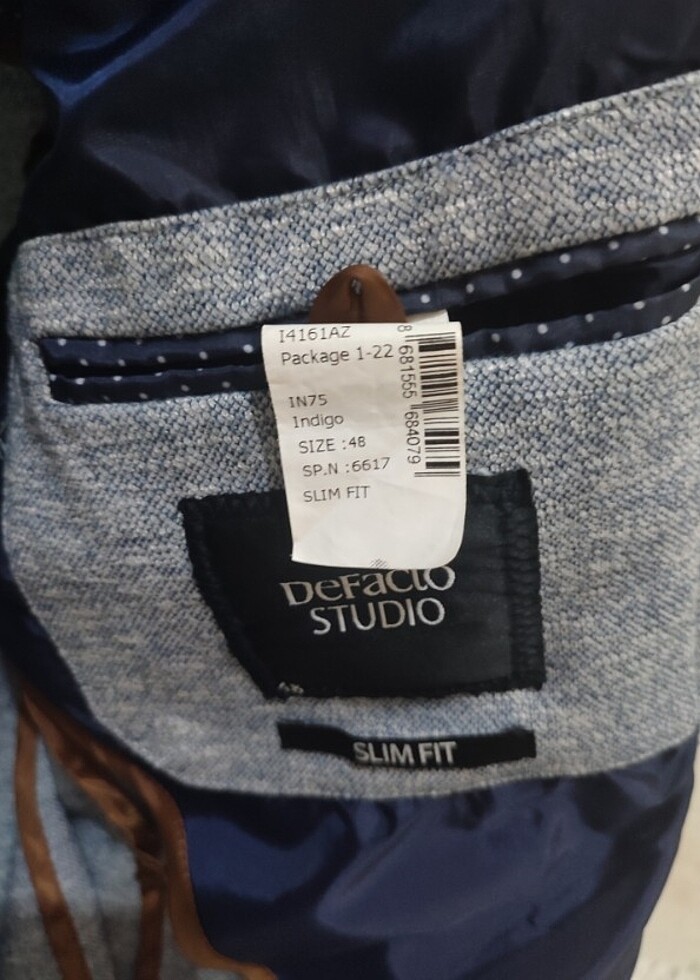 I4161AZ
Package 1-22
IN75
Indigo
SIZE :48
SP.N :6617
SLIM FIT
8 681555 684079
DeFacto
STUDIO
48
SLIM FIT